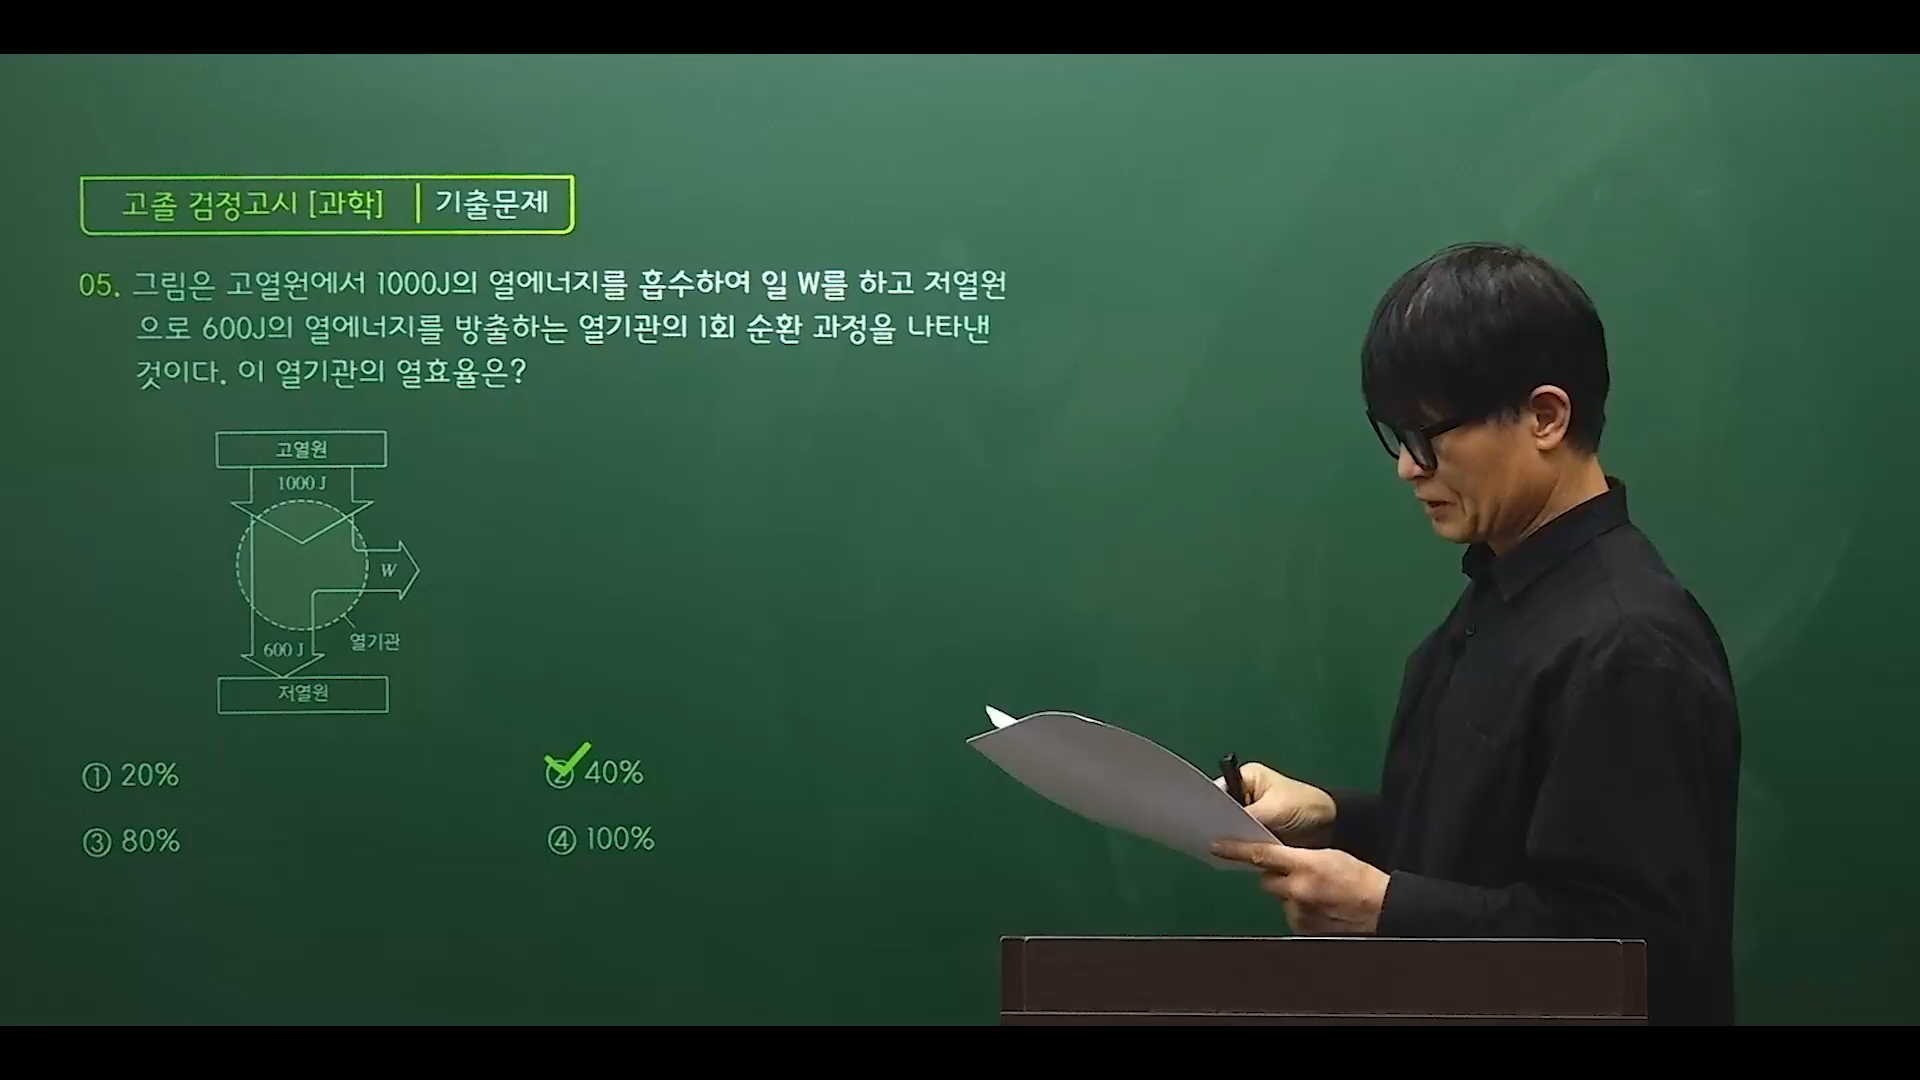 고졸 검정고시 [과학] | 기출문제
05. 그림은 고열원에서 1000J의 열에너지를 흡수하여 일 W를 하고 저열원
으로 600J의 열에너지를 방출하는 열기관의 1회 순환 과정을 나타낸
것이다. 이 열기관의 열효율은?
고열원
1000 J
W
600 J
열기관
저열원
① 20%
② 40%
③ 80%
④ 100%